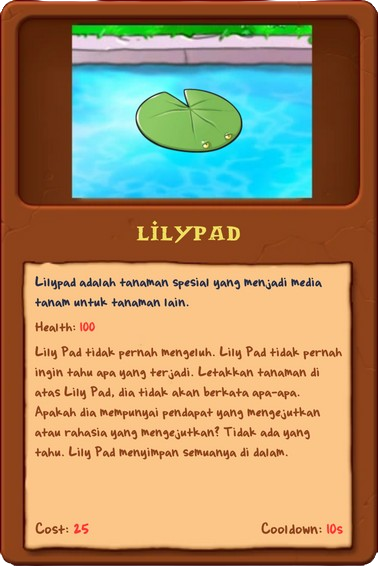 LILYPAD
Lilypad adalah tanaman spesial yang menjadi media
tanam untuk tanaman lain.
Health: 100
Lily Pad tidak pernah mengeluh. Lily Pad tidak pernah
ingin tahu apa yang terjadi. Letakkan tanaman di
atas Lily Pad, dia tidak akan berkata apa-apa.
Apakah dia mempunyai pendapat yang mengejutkan
atau rahasia yang mengejutkan? Tidak ada yang
tahu. Lily Pad menyimpan semuanya di dalam.
Cost: 25 Cooldown: 10s